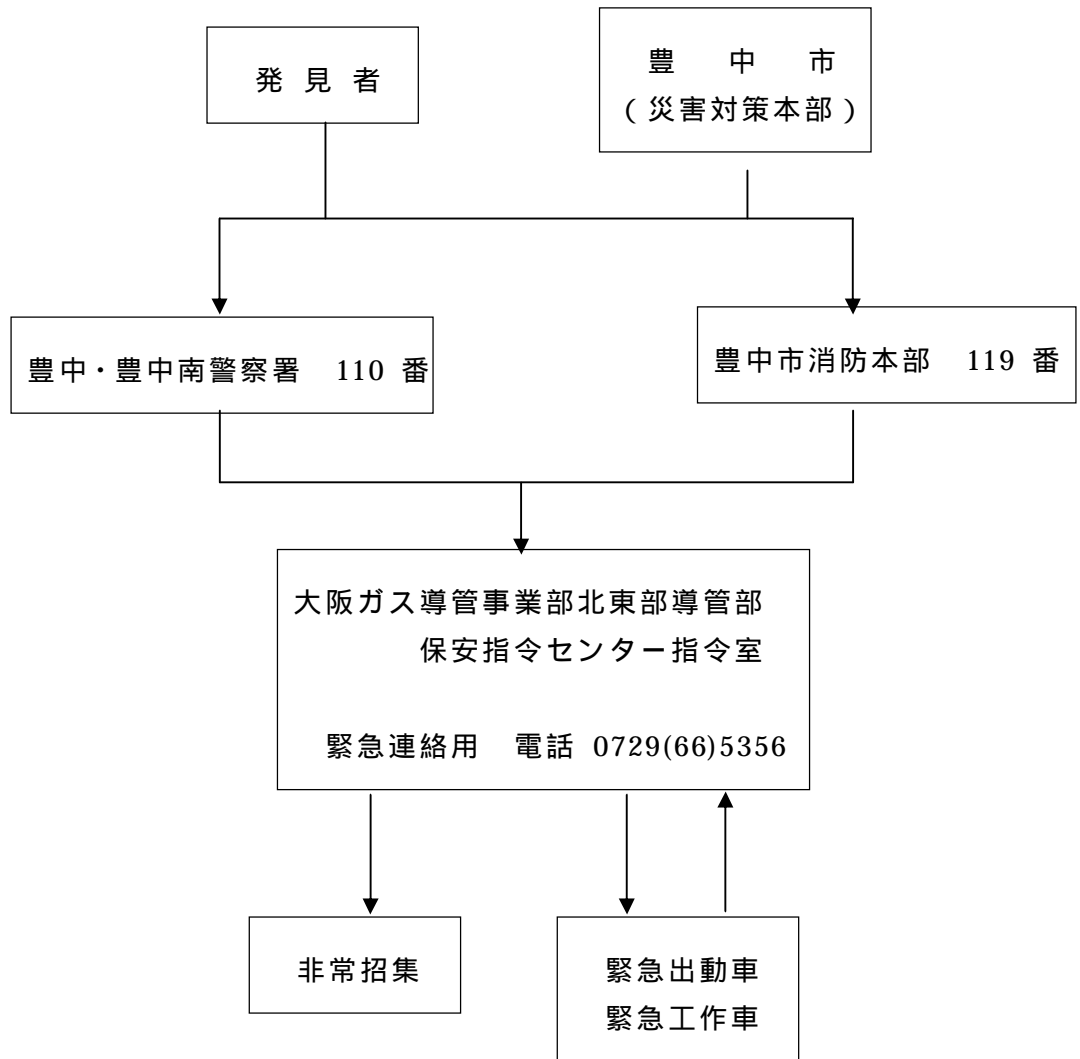 発見者
豊中市
(災害対策本部)
豊中・豊中南警察署 110 番
豊中市消防本部 119 番
大阪ガス導管事業部北東部導管部
保安指令センター指令室
緊急連絡用 電話 0729(66)5356
非常招集
緊急出動車
緊急工作車